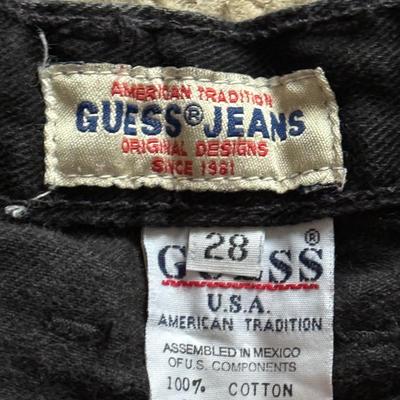 AMERICAN TRADITION
GUESS® JEANS
ORIGINAL DESIGNS
SINCE 1981
28
GUESS®
U.S.A.
AMERICAN TRADITION
ASSEMBLED IN MEXICO
OF U.S. COMPONENTS
100% COTTON